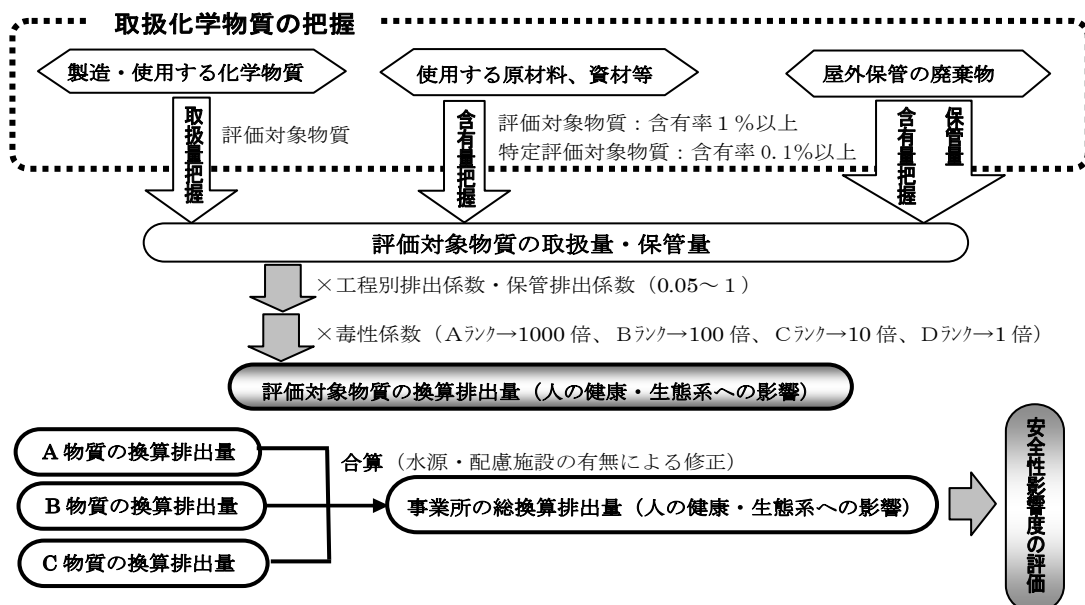 取扱化学物質の把握
製造・使用する化学物質
使用する原材料、資材等
屋外保管の廃棄物
取扱量把握
評価対象物質
含有量把握
評価対象物質：含有率１％以上
特定評価対象物質：含有率 0.1％以上
保管量
含有量把握
評価対象物質の取扱量・保管量
×工程別排出係数・保管排出係数（0.05～１）
×毒性係数（Aランク→1000 倍、Bランク→100 倍、Cランク→10 倍、Dランク→1 倍）
評価対象物質の換算排出量（人の健康・生態系への影響）
A 物質の換算排出量
B 物質の換算排出量
C 物質の換算排出量
合算（水源・配慮施設の有無による修正）
事業所の総換算排出量（人の健康・生態系への影響）
安全性影響度の評価